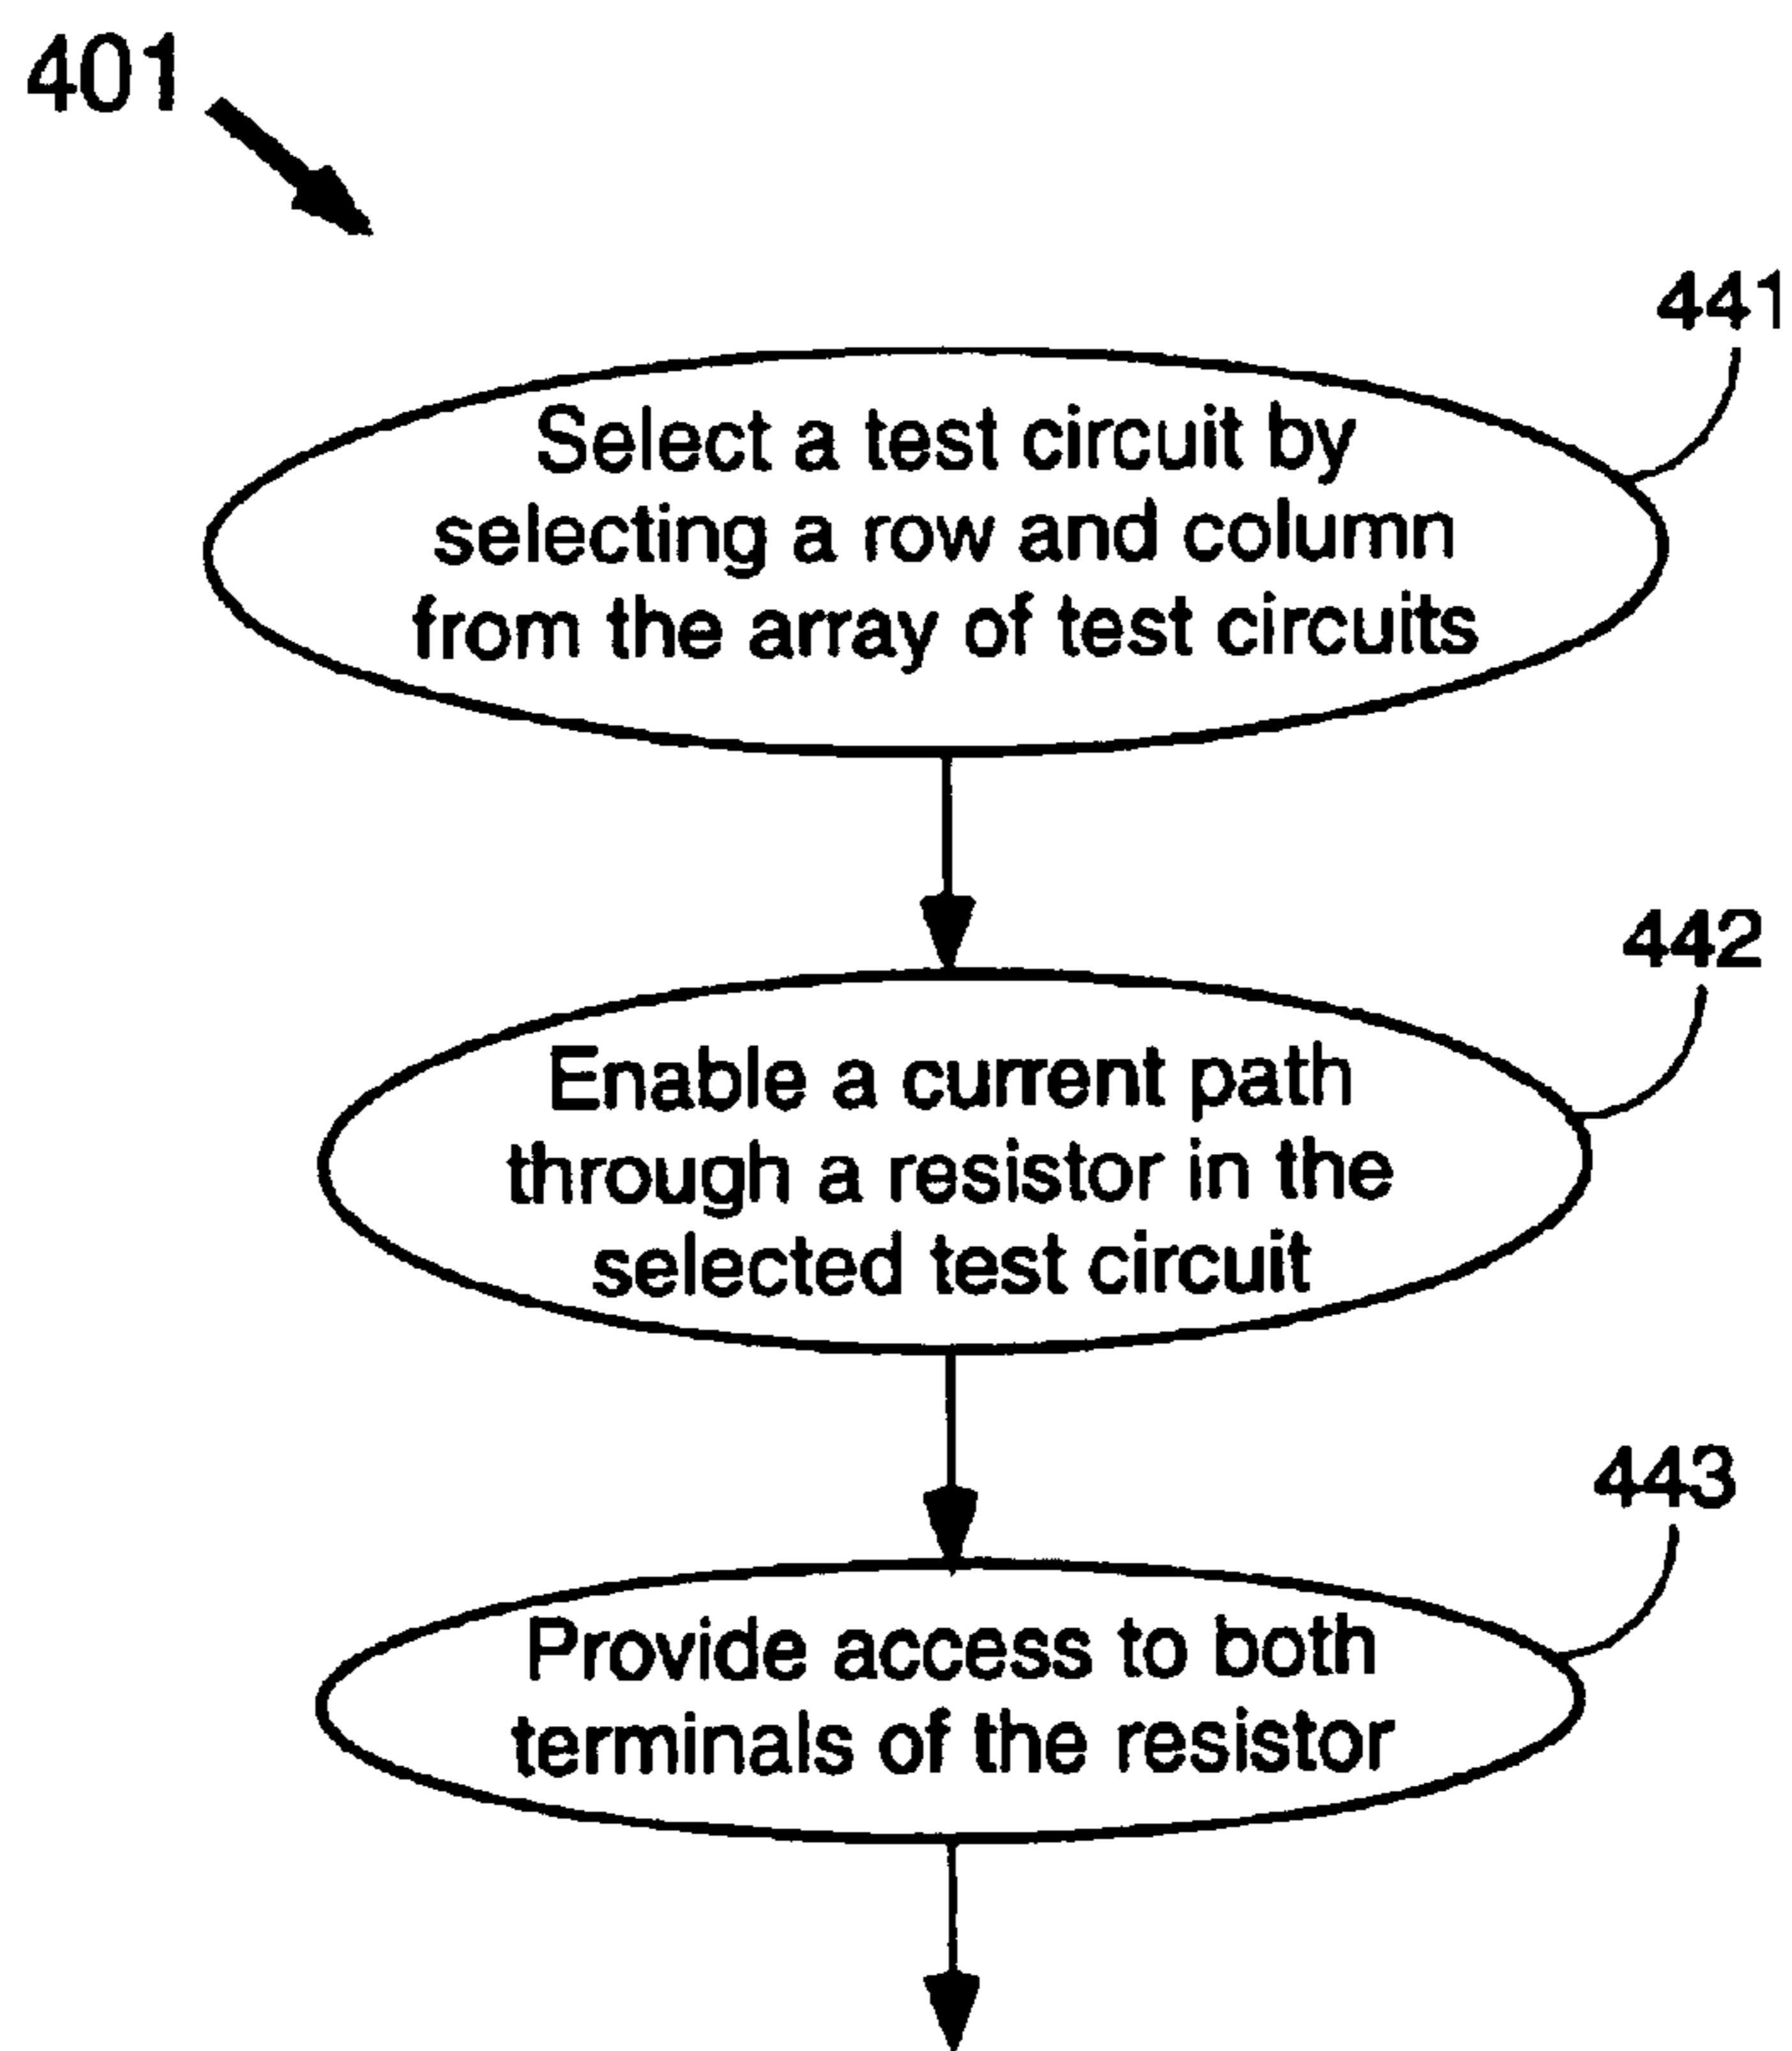 401
441
Select a test circuit by
selecting a row and column
from the array of test circuits
442
Enable a current path
through a resistor in the
selected test circuit
443
Provide access to both
terminals of the resistor